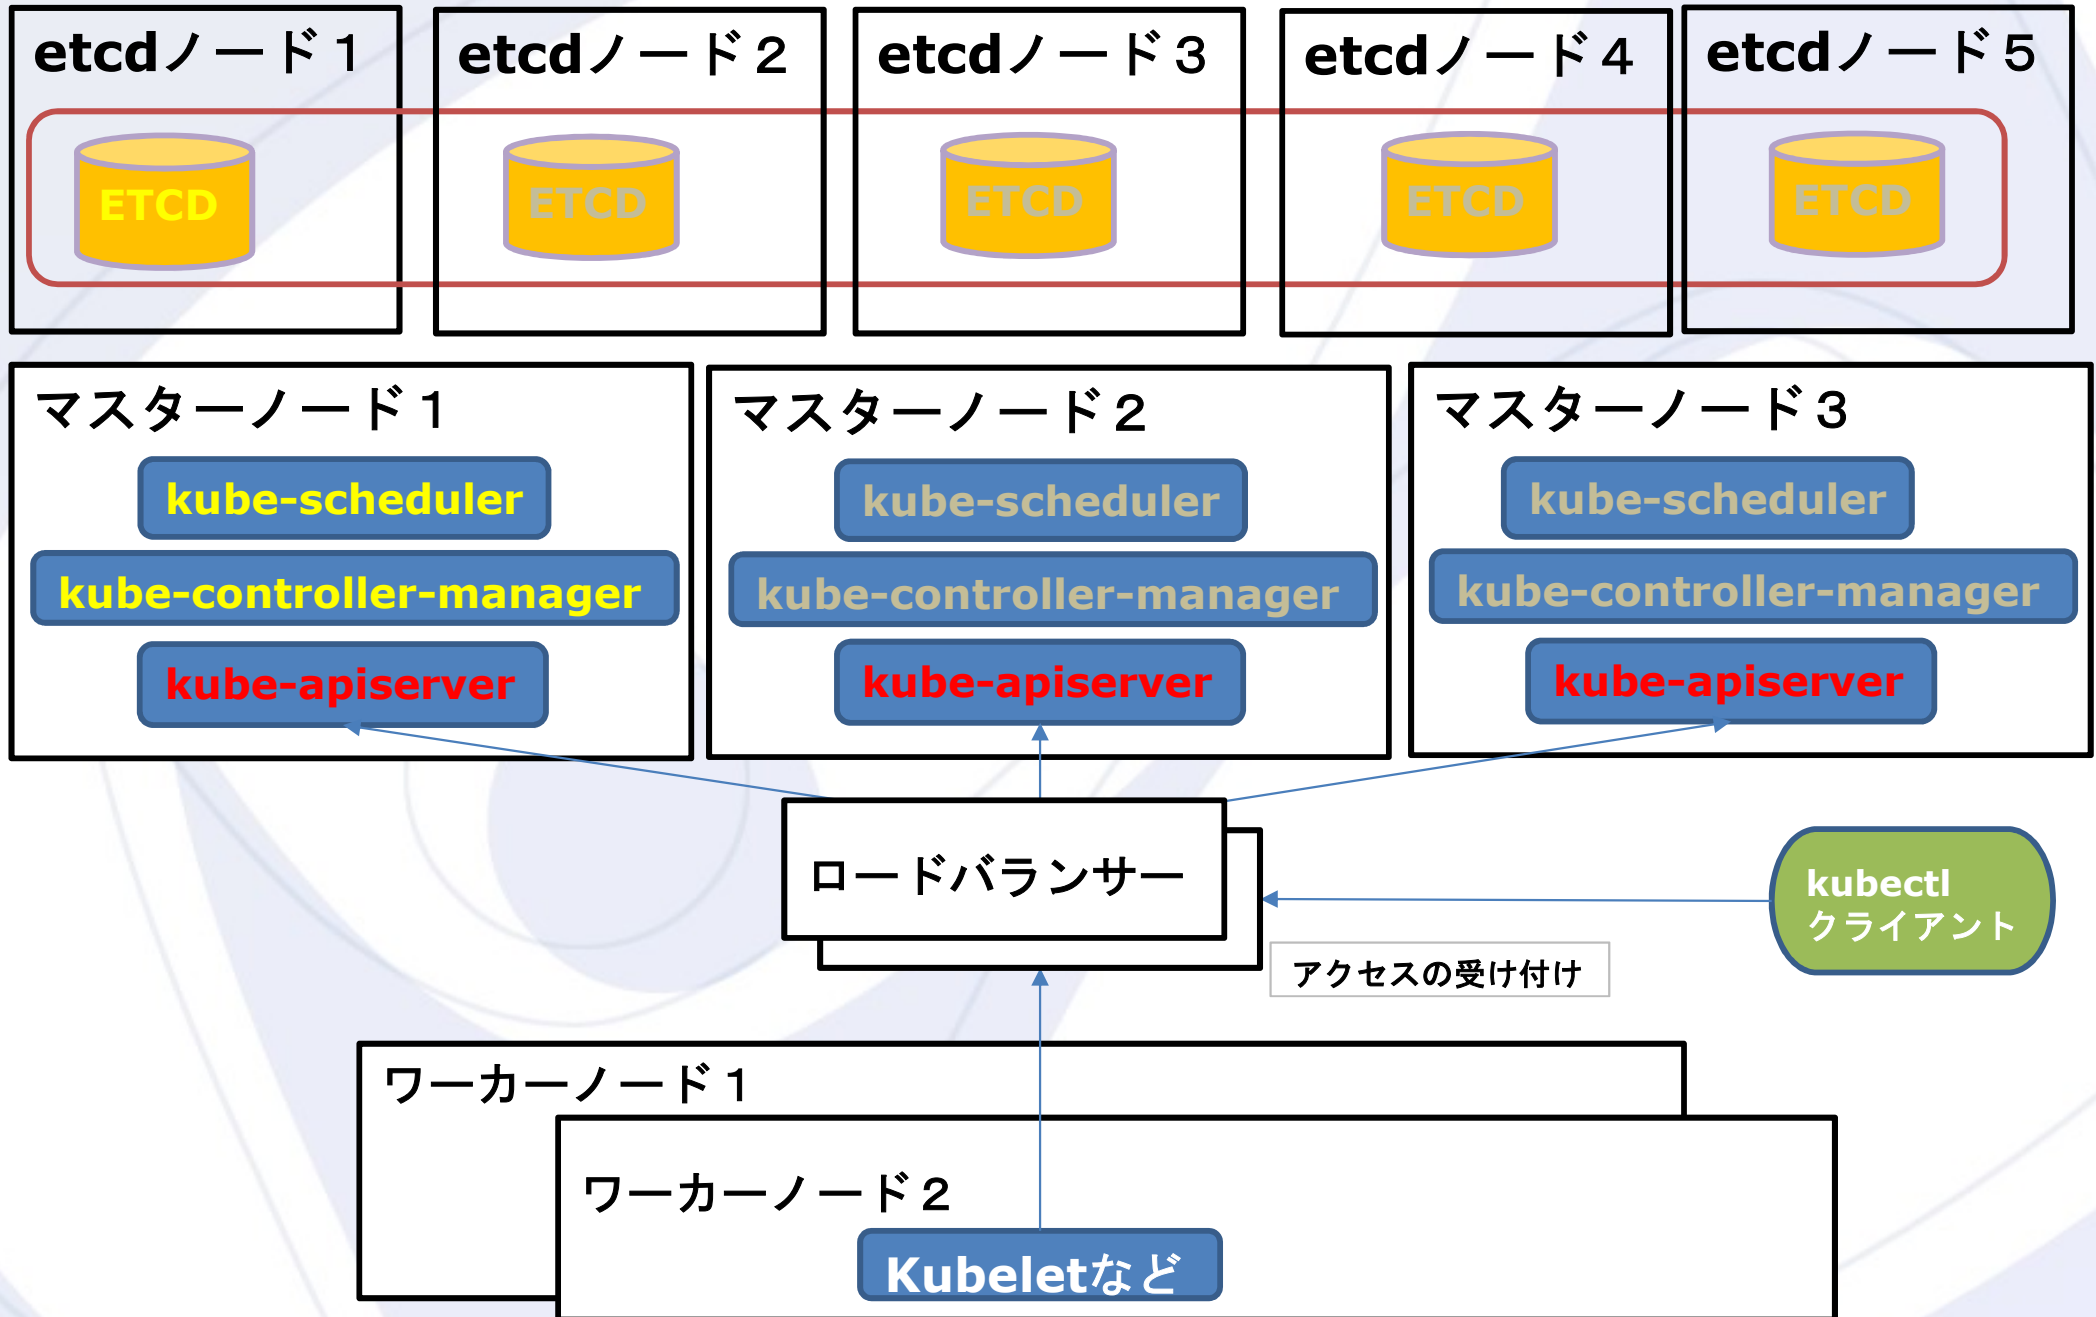 etcdノード１
etcdノード２
etcdノード３
etcdノード４
etcdノード５
ETCD
ETCD
ETCD
ETCD
ETCD
マスターノード１
kube-scheduler
kube-controller-manager
kube-apiserver
マスターノード２
kube-scheduler
kube-controller-manager
kube-apiserver
マスターノード３
kube-scheduler
kube-controller-manager
kube-apiserver
ロードバランサー
kubectl
クライアント
アクセスの受け付け
ワーカーノード１
ワーカーノード２
Kubeletなど